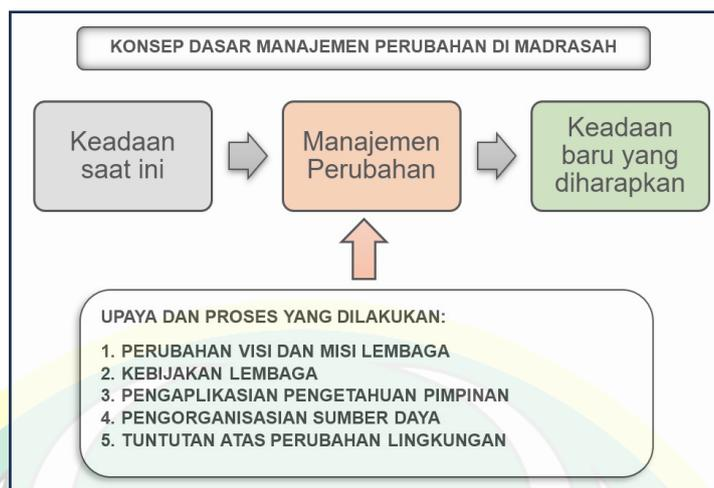 KONSEP DASAR MANAJEMEN PERUBAHAN DI MADRASAH
Keadaan
saat ini
Manajemen
Perubahan
Keadaan
baru yang
diharapkan
UPAYA DAN PROSES YANG DILAKUKAN:
1. PERUBAHAN VISI DAN MISI LEMBAGA
2. KEBIJAKAN LEMBAGA
3. PENGAPLIKASIAN PENGETAHUAN PIMPINAN
4. PENGORGANISASIAN SUMBER DAYA
5. TUNTUTAN ATAS PERUBAHAN LINGKUNGAN